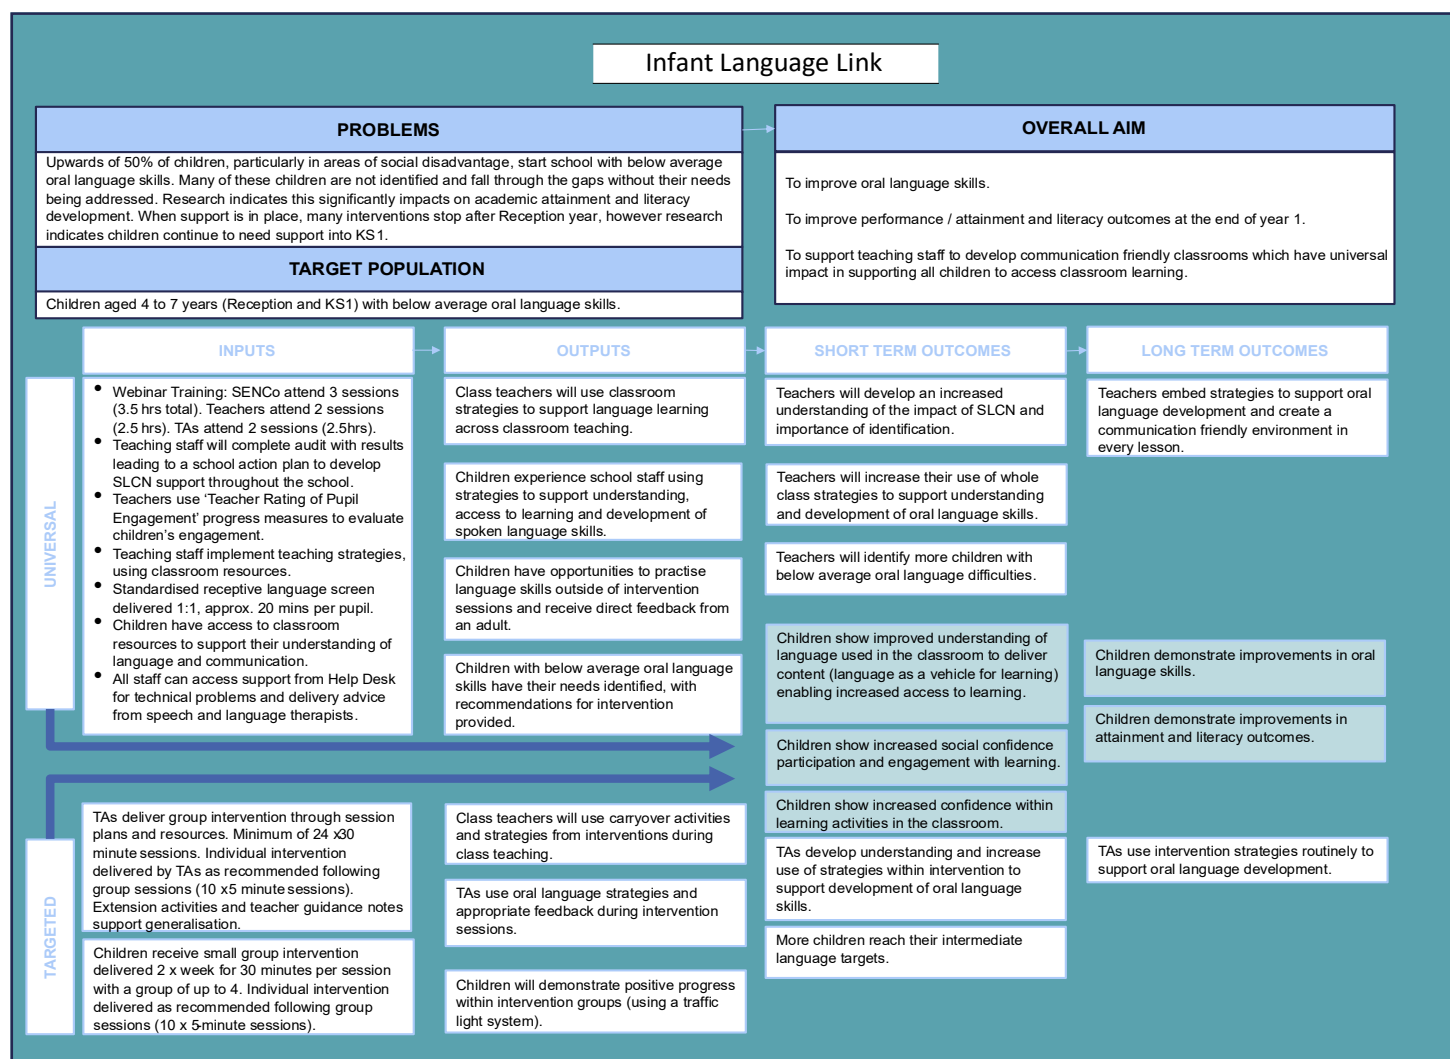 Infant Language Link
PROBLEMS
Upwards of 50% of children, particularly in areas of social disadvantage, start school with below average
oral language skills. Many of these children are not identified and fall through the gaps without their needs
being addressed. Research indicates this significantly impacts on academic attainment and literacy
development. When support is in place, many interventions stop after Reception year, however research
indicates children continue to need support into KS1.
TARGET POPULATION
Children aged 4 to 7 years (Reception and KS1) with below average oral language skills.
OVERALL AIM
To improve oral language skills.
To improve performance / attainment and literacy outcomes at the end of year 1.
To support teaching staff to develop communication friendly classrooms which have universal
impact in supporting all children to access classroom learning.
INPUTS
OUTPUTS
SHORT TERM OUTCOMES
LONG TERM OUTCOMES
UNIVERSAL
• Webinar Training: SENCo attend 3 sessions
(3.5 hrs total). Teachers attend 2 sessions
(2.5 hrs). TAs attend 2 sessions (2.5hrs).
• Teaching staff will complete audit with results
leading to a school action plan to develop
SLCN support throughout the school.
• Teachers use ‘Teacher Rating of Pupil
Engagement’ progress measures to evaluate
children’s engagement.
• Teaching staff implement teaching strategies,
using classroom resources.
• Standardised receptive language screen
delivered 1:1, approx. 20 mins per pupil.
• Children have access to classroom
resources to support their understanding of
language and communication.
• All staff can access support from Help Desk
for technical problems and delivery advice
from speech and language therapists.
Class teachers will use classroom
strategies to support language learning
across classroom teaching.
Children experience school staff using
strategies to support understanding,
access to learning and development of
spoken language skills.
Children have opportunities to practise
language skills outside of intervention
sessions and receive direct feedback from
an adult.
Children with below average oral language
skills have their needs identified, with
recommendations for intervention
provided.
Teachers will develop an increased
understanding of the impact of SLCN and
importance of identification.
Teachers will increase their use of whole
class strategies to support understanding
and development of oral language skills.
Teachers will identify more children with
below average oral language difficulties.
Children show improved understanding of
language used in the classroom to deliver
content (language as a vehicle for learning)
enabling increased access to learning.
Children show increased social confidence
participation and engagement with learning.
Children show increased confidence within
learning activities in the classroom.
Teachers embed strategies to support oral
language development and create a
communication friendly environment in
every lesson.
Children demonstrate improvements in oral
language skills.
Children demonstrate improvements in
attainment and literacy outcomes.
TARGETED
TAs deliver group intervention through session
plans and resources. Minimum of 24 x30
minute sessions. Individual intervention
delivered by TAs as recommended following
group sessions (10 x5 minute sessions).
Extension activities and teacher guidance notes
support generalisation.
Children receive small group intervention
delivered 2 x week for 30 minutes per session
with a group of up to 4. Individual intervention
delivered as recommended following group
sessions (10 x 5-minute sessions).
Class teachers will use carryover activities
and strategies from interventions during
class teaching.
TAs use oral language strategies and
appropriate feedback during intervention
sessions.
Children will demonstrate positive progress
within intervention groups (using a traffic
light system).
TAs develop understanding and increase
use of strategies within intervention to
support development of oral language
skills.
More children reach their intermediate
language targets.
TAs use intervention strategies routinely to
support oral language development.